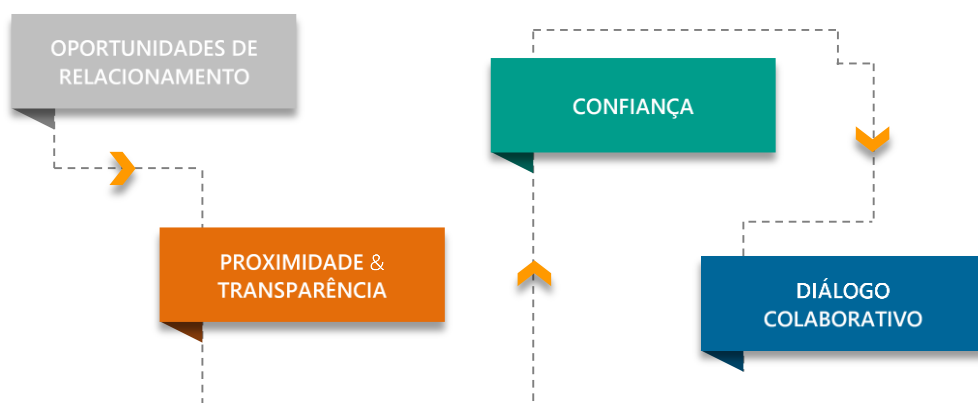 OPORTUNIDADES DE
RELACIONAMENTO
PROXIMIDADE &
TRANSPARÊNCIA
CONFIANÇA
DIÁLOGO
COLABORATIVO